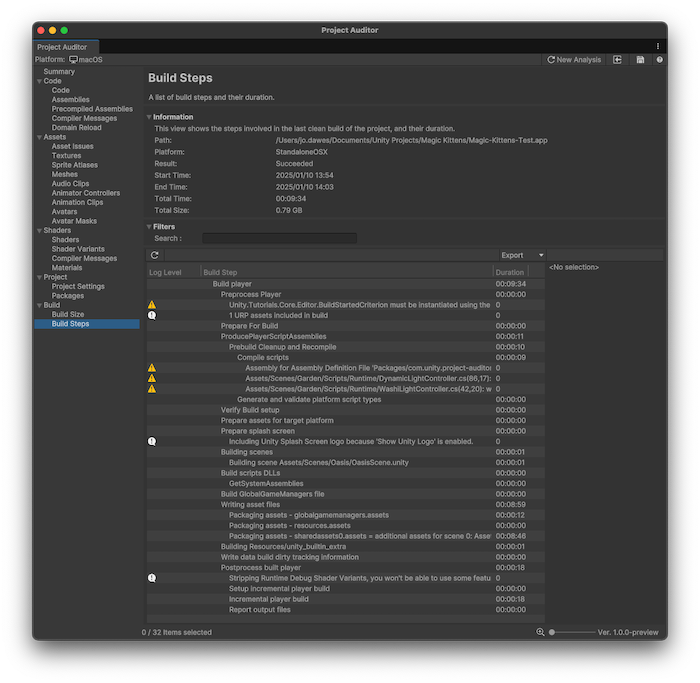 Project Auditor
Project Auditor
Platform: macOS
New Analysis
Summary
Code
Code
Assemblies
Precompiled Assemblies
Compiler Messages
Domain Reload
Assets
Asset Issues
Textures
Sprite Atlases
Meshes
Audio Clips
Animator Controllers
Animation Clips
Avatars
Avatar Masks
Shaders
Shaders
Shader Variants
Compiler Messages
Materials
Project
Project Settings
Packages
Build
Build Size
Build Steps
Build Steps
A list of build steps and their duration.
Information
This view shows the steps involved in the last clean build of the project, and their duration.
Path: /Users/jo.dawes/Documents/Unity Projects/Magic Kittens/Magic-Kittens-Test.app
Platform: StandaloneOSX
Result: Succeeded
Start Time: 2025/01/10 13:54
End Time: 2025/01/10 14:03
Total Time: 00:09:34
Total Size: 0.79 GB
Filters
Search :
Export
Log Level Build Step Duration
<No selection>
Build player 00:09:34
Preprocess Player 00:00:00
Unity.Tutorials.Core.Editor.BuildStartedCriterion must be instantiated using the 0
1 URP assets included in build 0
Prepare For Build 00:00:00
ProducePlayerScriptAssemblies 00:00:11
Prebuild Cleanup and Recompile 00:00:10
Compile scripts 00:00:09
Assembly for Assembly Definition File 'Packages/com.unity.project-auditor 0
Assets/Scenes/Garden/Scripts/Runtime/DynamicLightController.cs(86,17): 0
Assets/Scenes/Garden/Scripts/Runtime/WashiLightController.cs(42,20): w 0
Generate and validate platform script types 00:00:00
Verify Build setup 00:00:00
Prepare assets for target platform 00:00:00
Prepare splash screen 00:00:00
Including Unity Splash Screen logo because 'Show Unity Logo' is enabled. 0
Building scenes 00:00:01
Building scene Assets/Scenes/Oasis/OasisScene.unity 00:00:01
Build scripts DLLs 00:00:00
GetSystemAssemblies 00:00:00
Build GlobalGameManagers file 00:00:00
Writing asset files 00:08:59
Packaging assets - globalgamemanagers.assets 00:00:12
Packaging assets - resources.assets 00:00:00
Packaging assets - sharedassets0.assets = additional assets for scene 0: Asse 00:08:46
Building Resources/unity_builtin_extra 00:00:01
Write data build dirty tracking information 00:00:00
Postprocess built player 00:00:18
Stripping Runtime Debug Shader Variants, you won't be able to use some featu 0
Setup incremental player build 00:00:00
Incremental player build 00:00:18
Report output files 00:00:00
0 / 32 Items selected
Ver. 1.0.0-preview